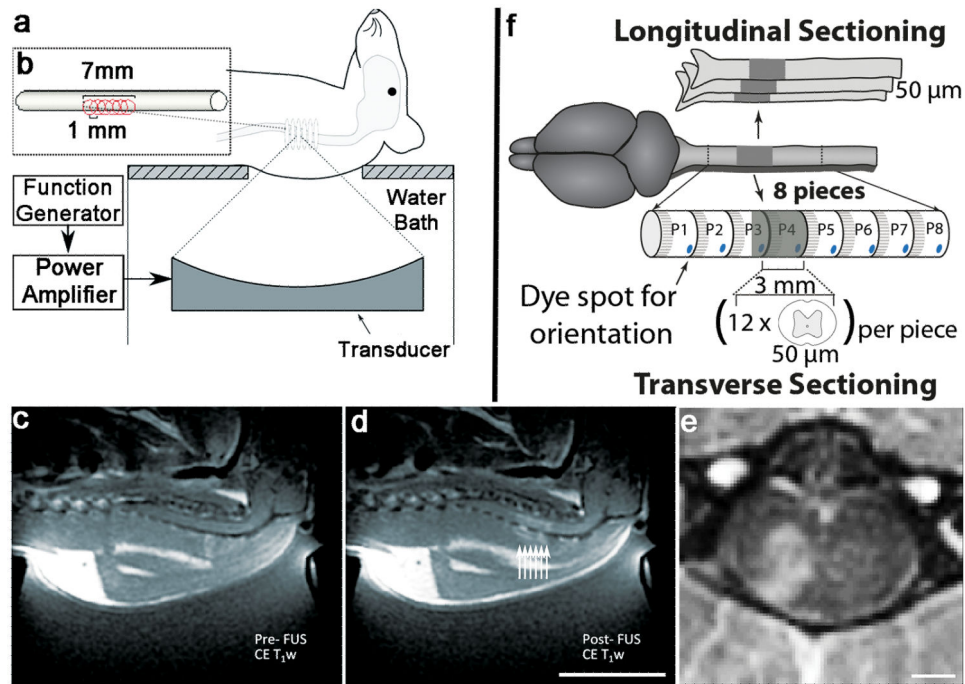 a
b
7mm
1 mm
Function
Generator
Power
Amplifier
Water
Bath
Transducer
f
Longitudinal Sectioning
50 µm
8 pieces
P1 P2 P3 P4 P5 P6 P7 P8
Dye spot for
orientation
3 mm
(12 x ) per piece
50 µm
Transverse Sectioning
c
Pre- FUS
CE T₁w
d
Post- FUS
CE T₁w
e